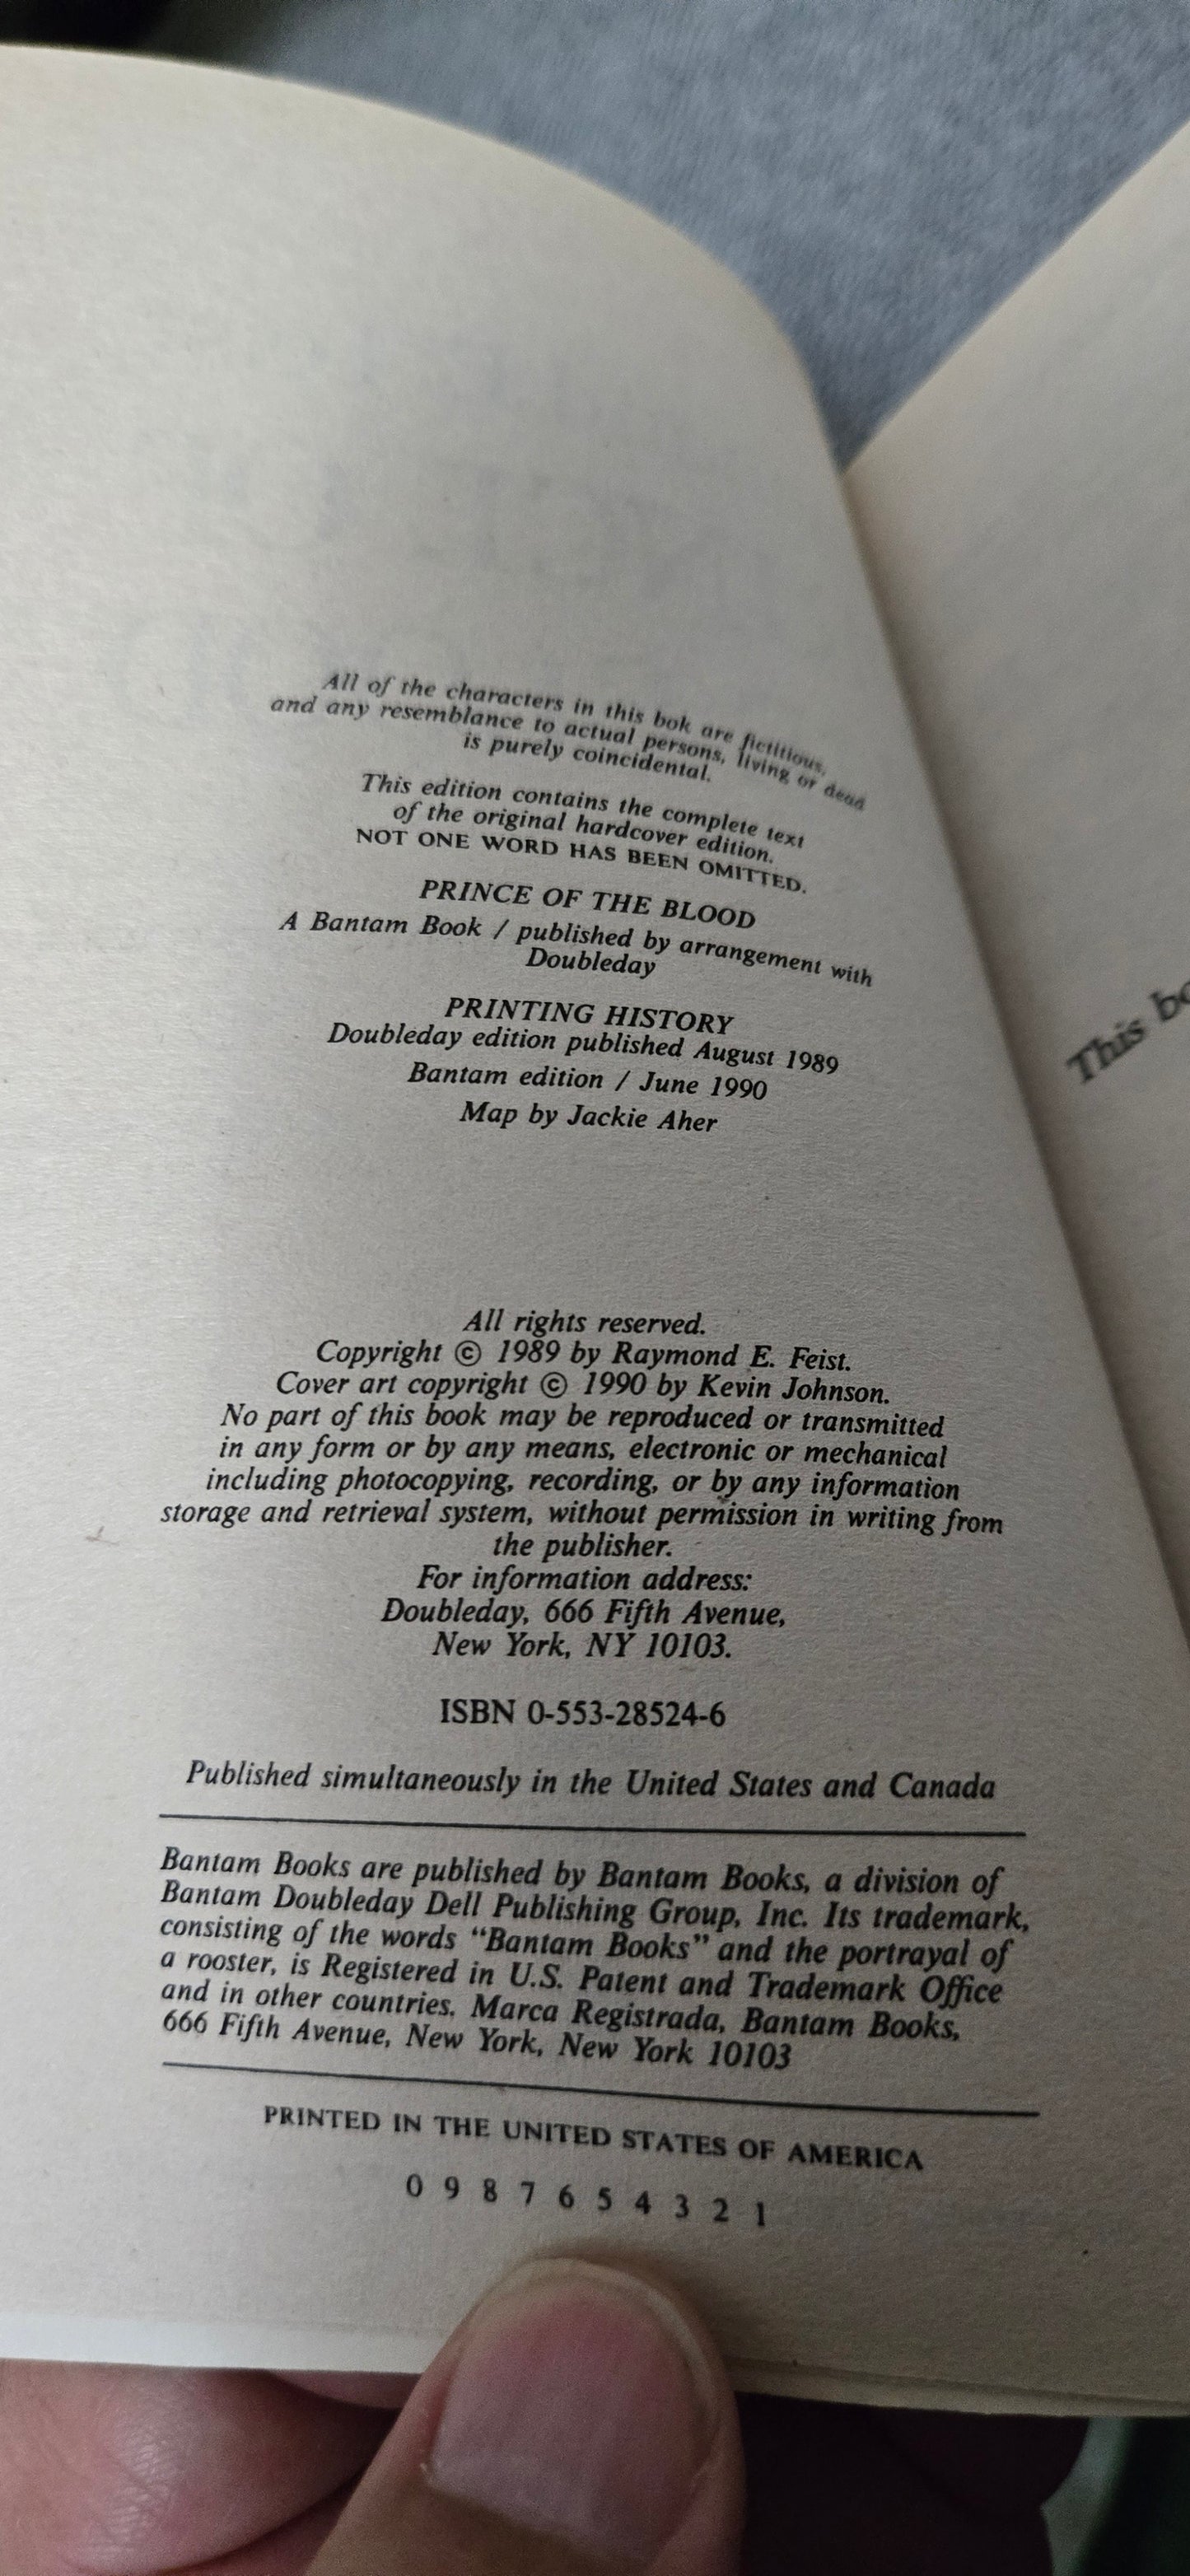 All of the characters in this bok are fictitious,
and any resemblance to actual persons, living or dead
is purely coincidental.
This edition contains the complete text
of the original hardcover edition.
NOT ONE WORD HAS BEEN OMITTED.
PRINCE OF THE BLOOD
A Bantam Book / published by arrangement with
Doubleday
PRINTING HISTORY
Doubleday edition published August 1989
Bantam edition / June 1990
Map by Jackie Aher
All rights reserved.
Copyright © 1989 by Raymond E. Feist.
Cover art copyright © 1990 by Kevin Johnson.
No part of this book may be reproduced or transmitted
in any form or by any means, electronic or mechanical
including photocopying, recording, or by any information
storage and retrieval system, without permission in writing from
the publisher.
For information address:
Doubleday, 666 Fifth Avenue,
New York, NY 10103.
ISBN 0-553-28524-6
Published simultaneously in the United States and Canada
Bantam Books are published by Bantam Books, a division of
Bantam Doubleday Dell Publishing Group, Inc. Its trademark,
consisting of the words “Bantam Books” and the portrayal of
a rooster, is Registered in U.S. Patent and Trademark Office
and in other countries. Marca Registrada, Bantam Books,
666 Fifth Avenue, New York, New York 10103
PRINTED IN THE UNITED STATES OF AMERICA
0 9 8 7 6 5 4 3 2 1
This